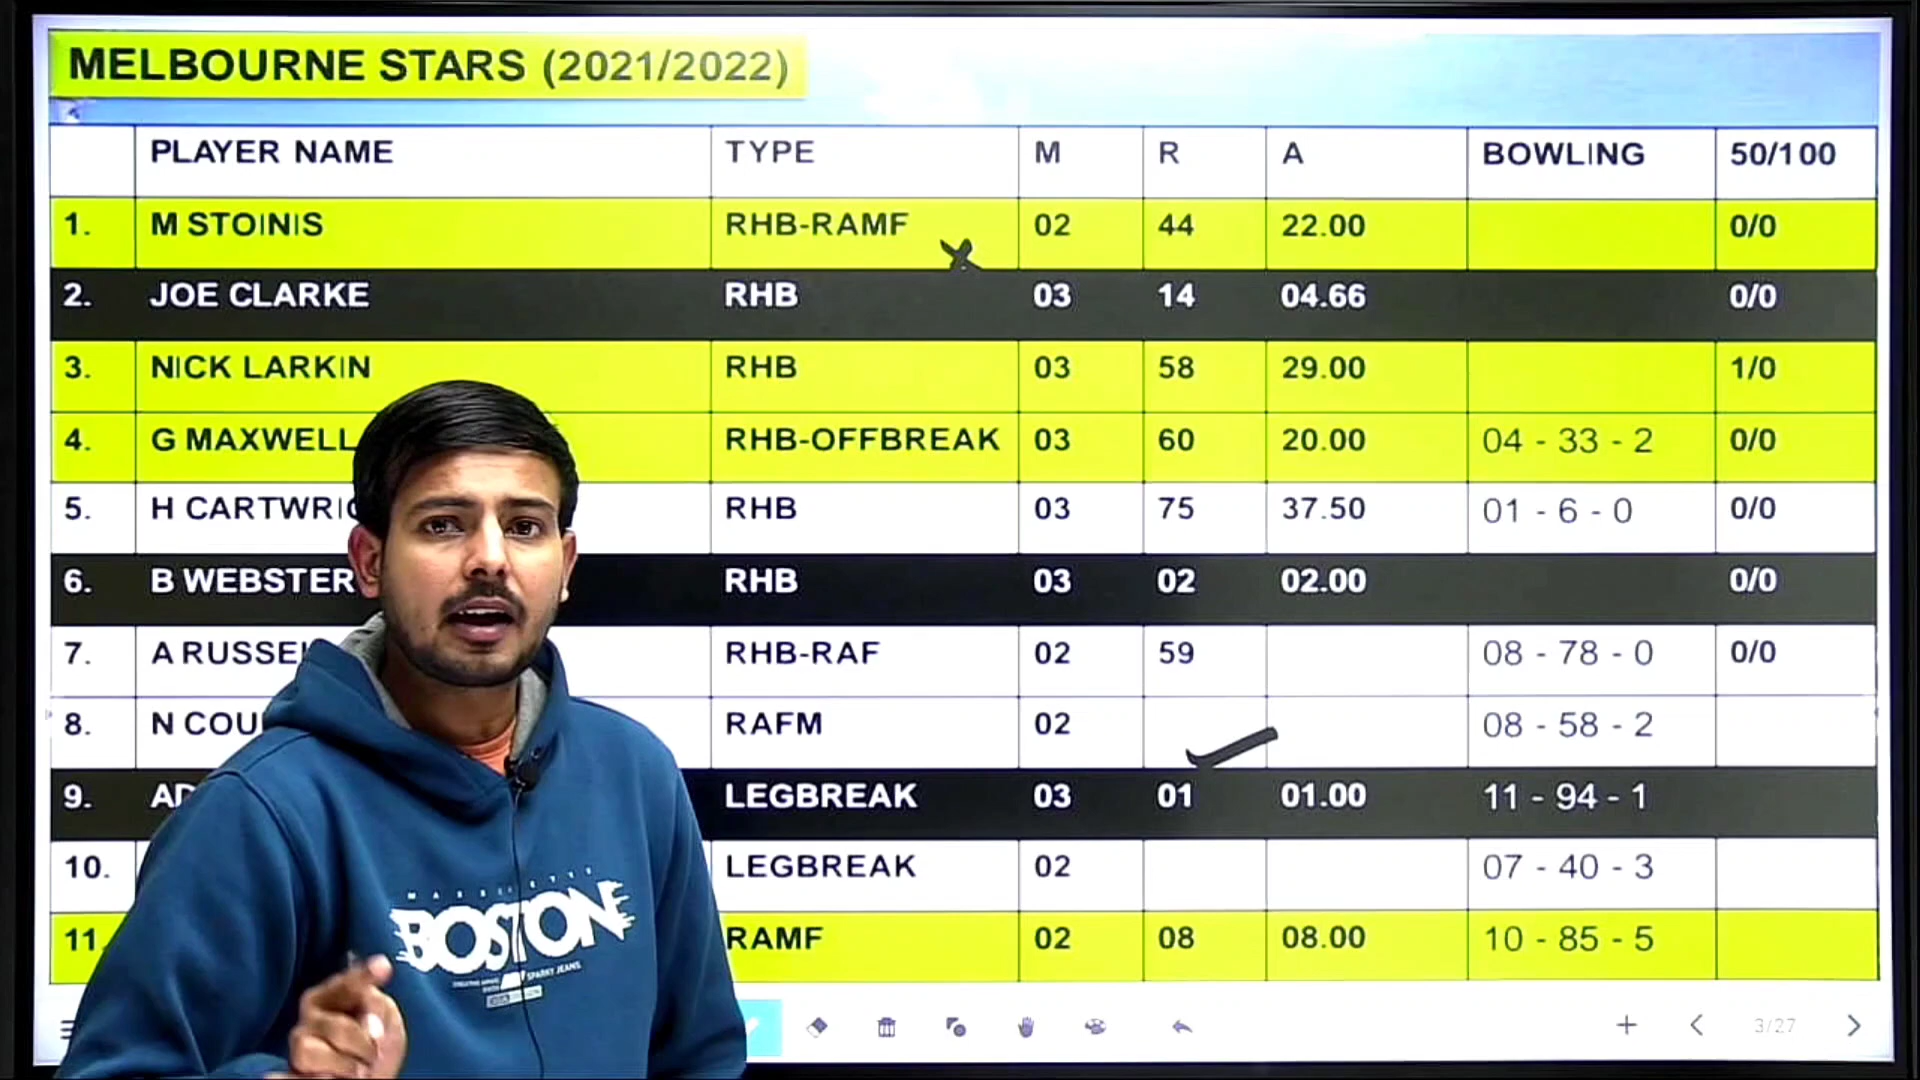 MELBOURNE STARS (2021/2022)
PLAYER NAME TYPE M R A BOWLING 50/100
1. M STOINIS RHB-RAMF 02 44 22.00 0/0
2. JOE CLARKE RHB 03 14 04.66 0/0
3. NICK LARKIN RHB 03 58 29.00 1/0
4. G MAXWELL RHB-OFFBREAK 03 60 20.00 04 - 33 - 2 0/0
5. H CARTWRIG RHB 03 75 37.50 01 - 6 - 0 0/0
6. B WEBSTER RHB 03 02 02.00 0/0
7. A RUSSEL RHB-RAF 02 59 08 - 78 - 0 0/0
8. N COU RAFM 02 08 - 58 - 2
9. AD LEGBREAK 03 01 01.00 11 - 94 - 1
10. LEGBREAK 02 07 - 40 - 3
11. RAMF 02 08 08.00 10 - 85 - 5
BOSTON
SPARKY JEANS
3/27